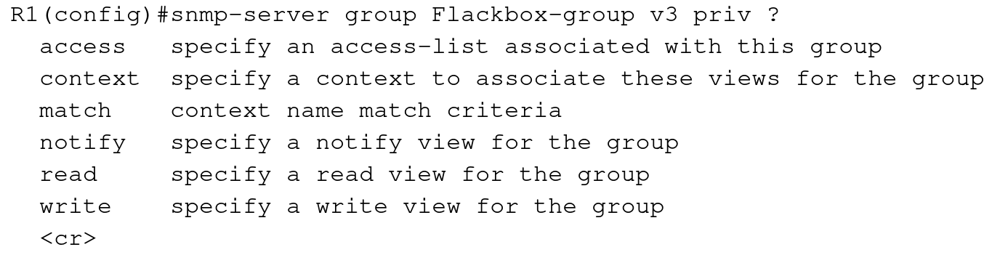 R1(config)#snmp-server group Flackbox-group v3 priv ?
  access   specify an access-list associated with this group
  context  specify a context to associate these views for the group
  match    context name match criteria
  notify   specify a notify view for the group
  read     specify a read view for the group
  write    specify a write view for the group
  <cr>